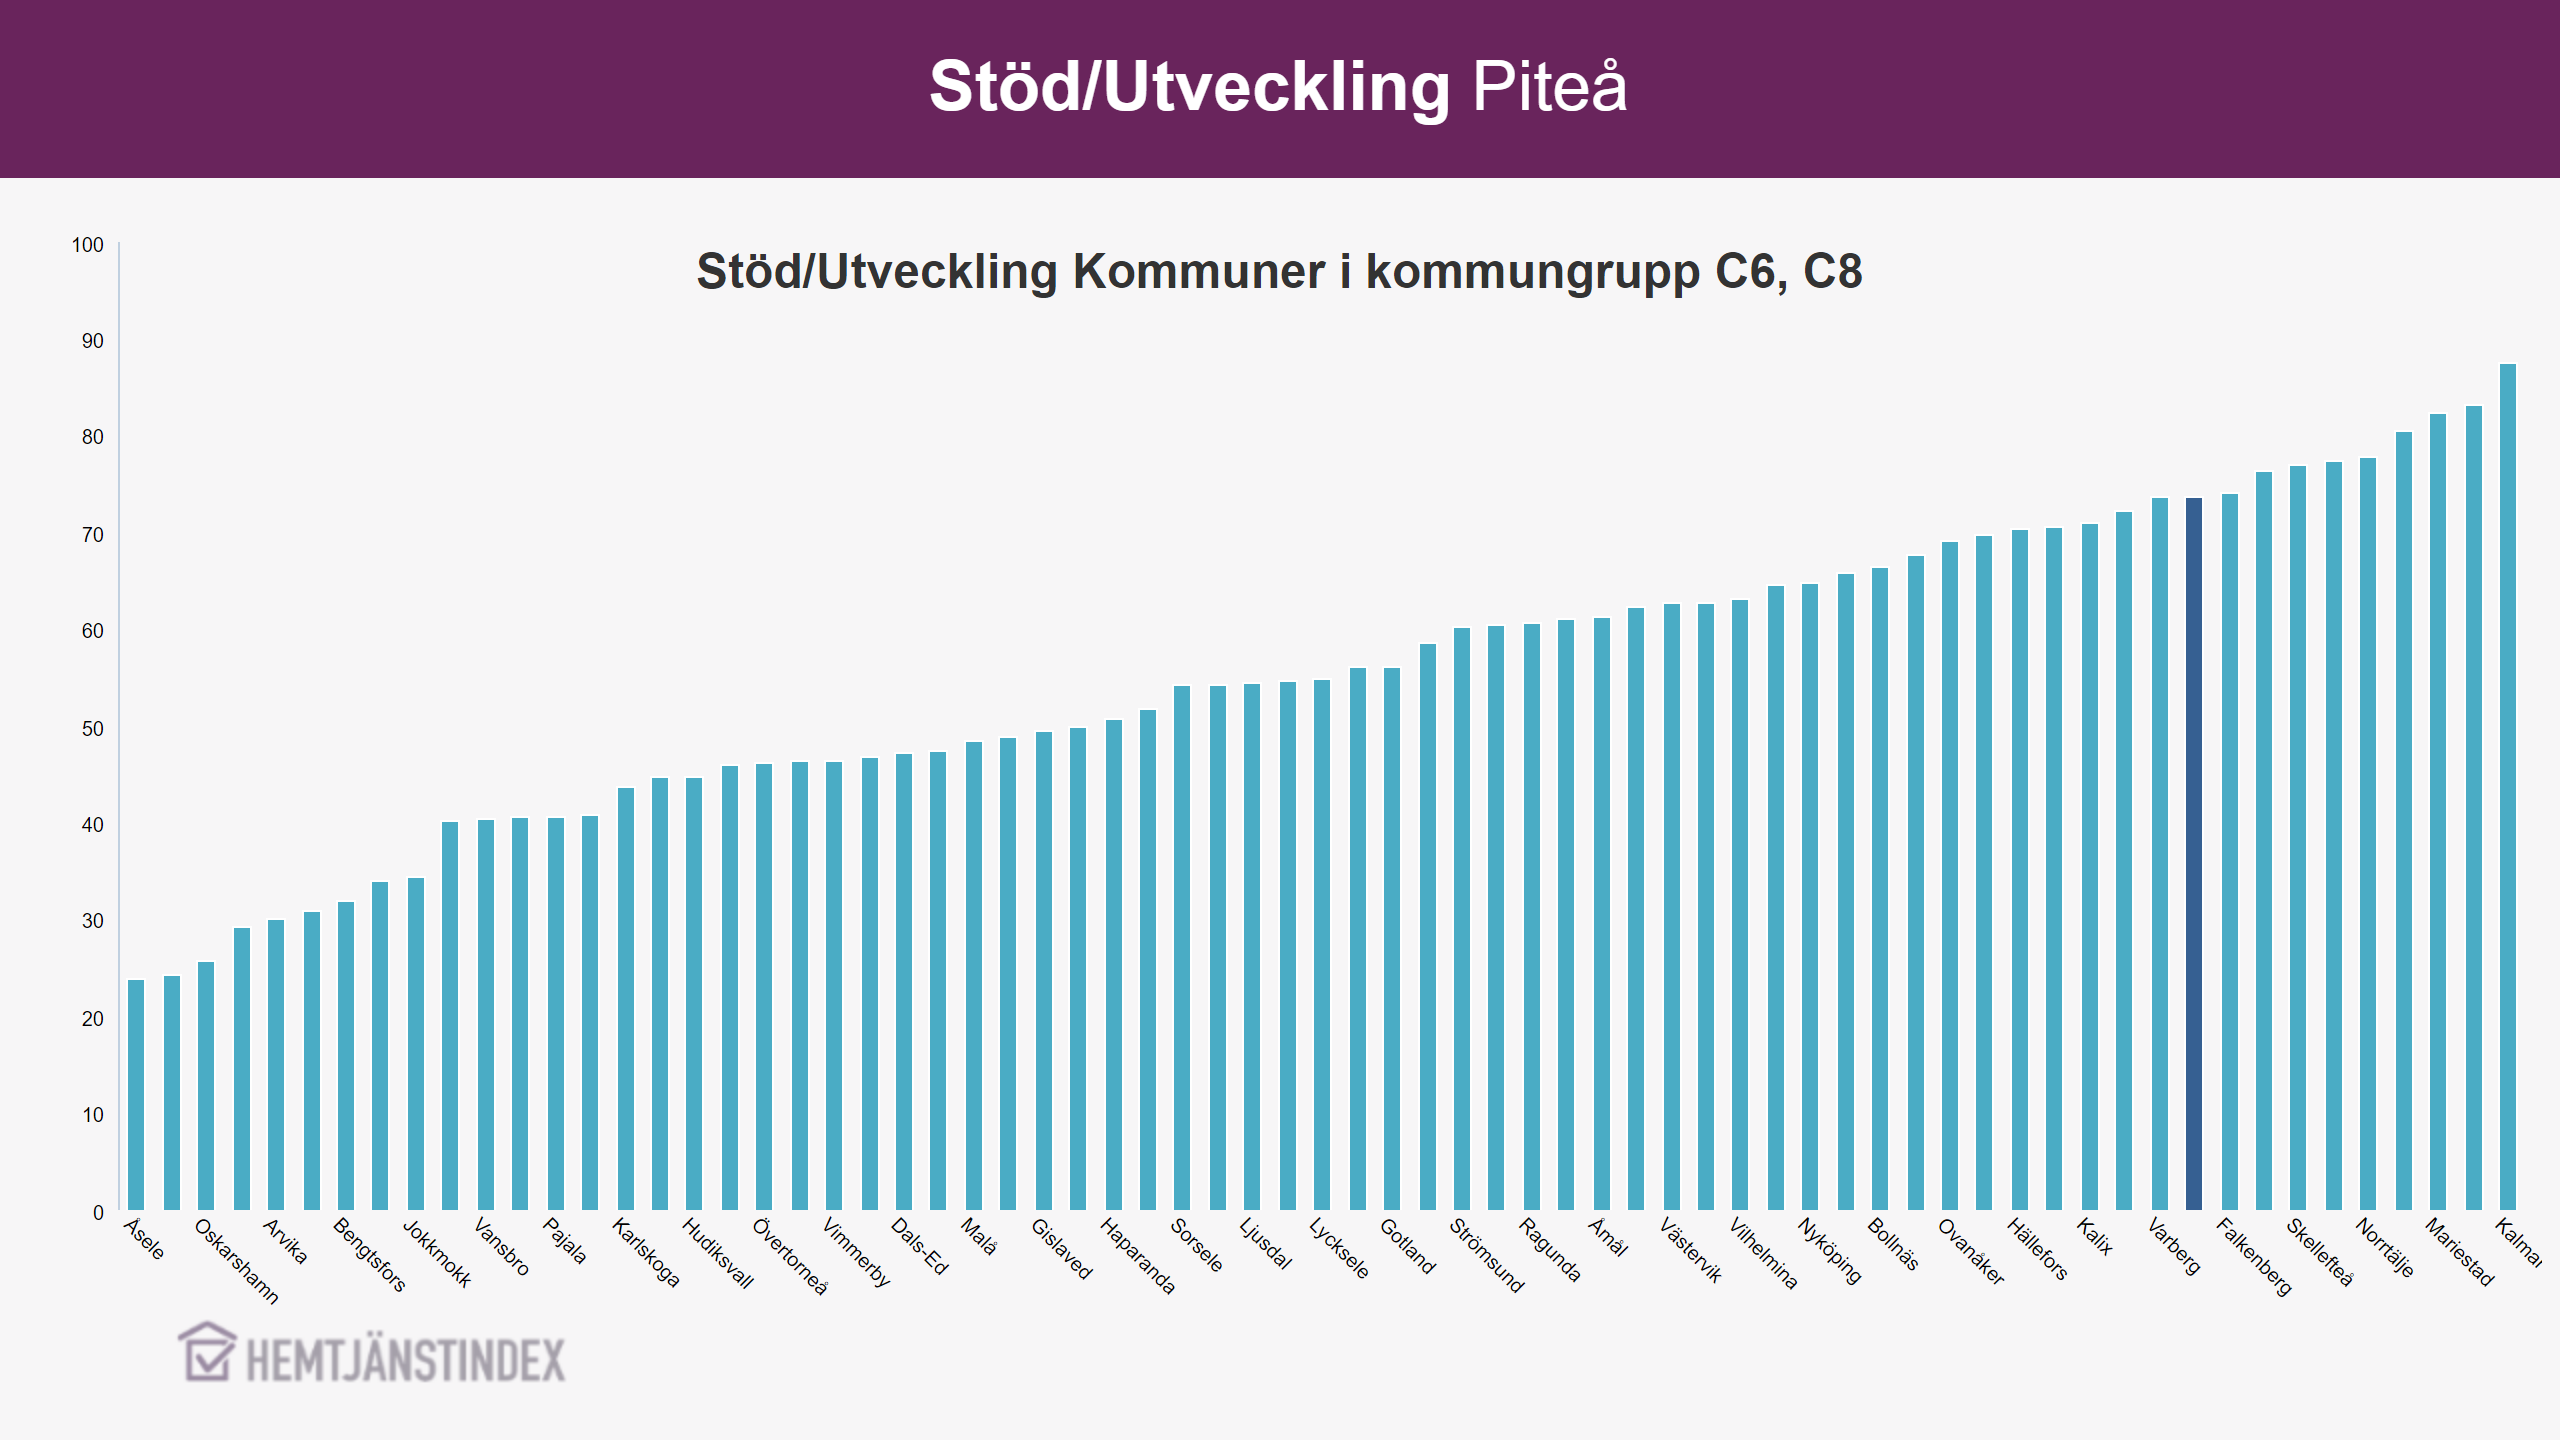 Stöd/Utveckling Piteå
Stöd/Utveckling Kommuner i kommungrupp C6, C8
100
90
80
70
60
50
40
30
20
10
0
Åsele
Oskarshamn
Arvika
Bengtsfors
Jokkmokk
Vansbro
Pajala
Karlskoga
Hudiksvall
Övertorneå
Vimmerby
Dals-Ed
Malå
Gislaved
Haparanda
Sorsele
Ljusdal
Lycksele
Gotland
Strömsund
Ragunda
Åmål
Västervik
Vilhelmina
Nyköping
Bollnäs
Ovanåker
Hällefors
Kalix
Varberg
Falkenberg
Skellefteå
Norrtälje
Mariestad
Kalmar
HEMTJÄNSTINDEX